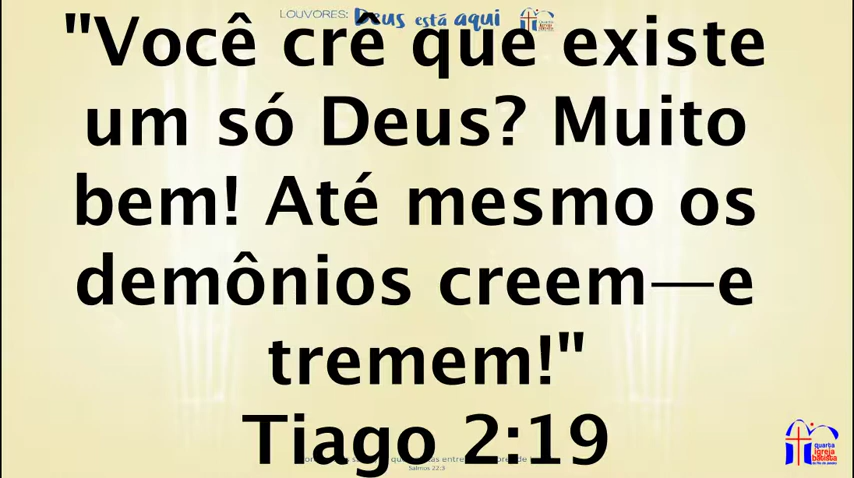 LOUVORES: Deus está aqui
"Você crê que existe
um só Deus? Muito
bem! Até mesmo os
demônios creem—e
tremem!"
Tiago 2:19
Salmos 22:3
quarta
igreja
batista